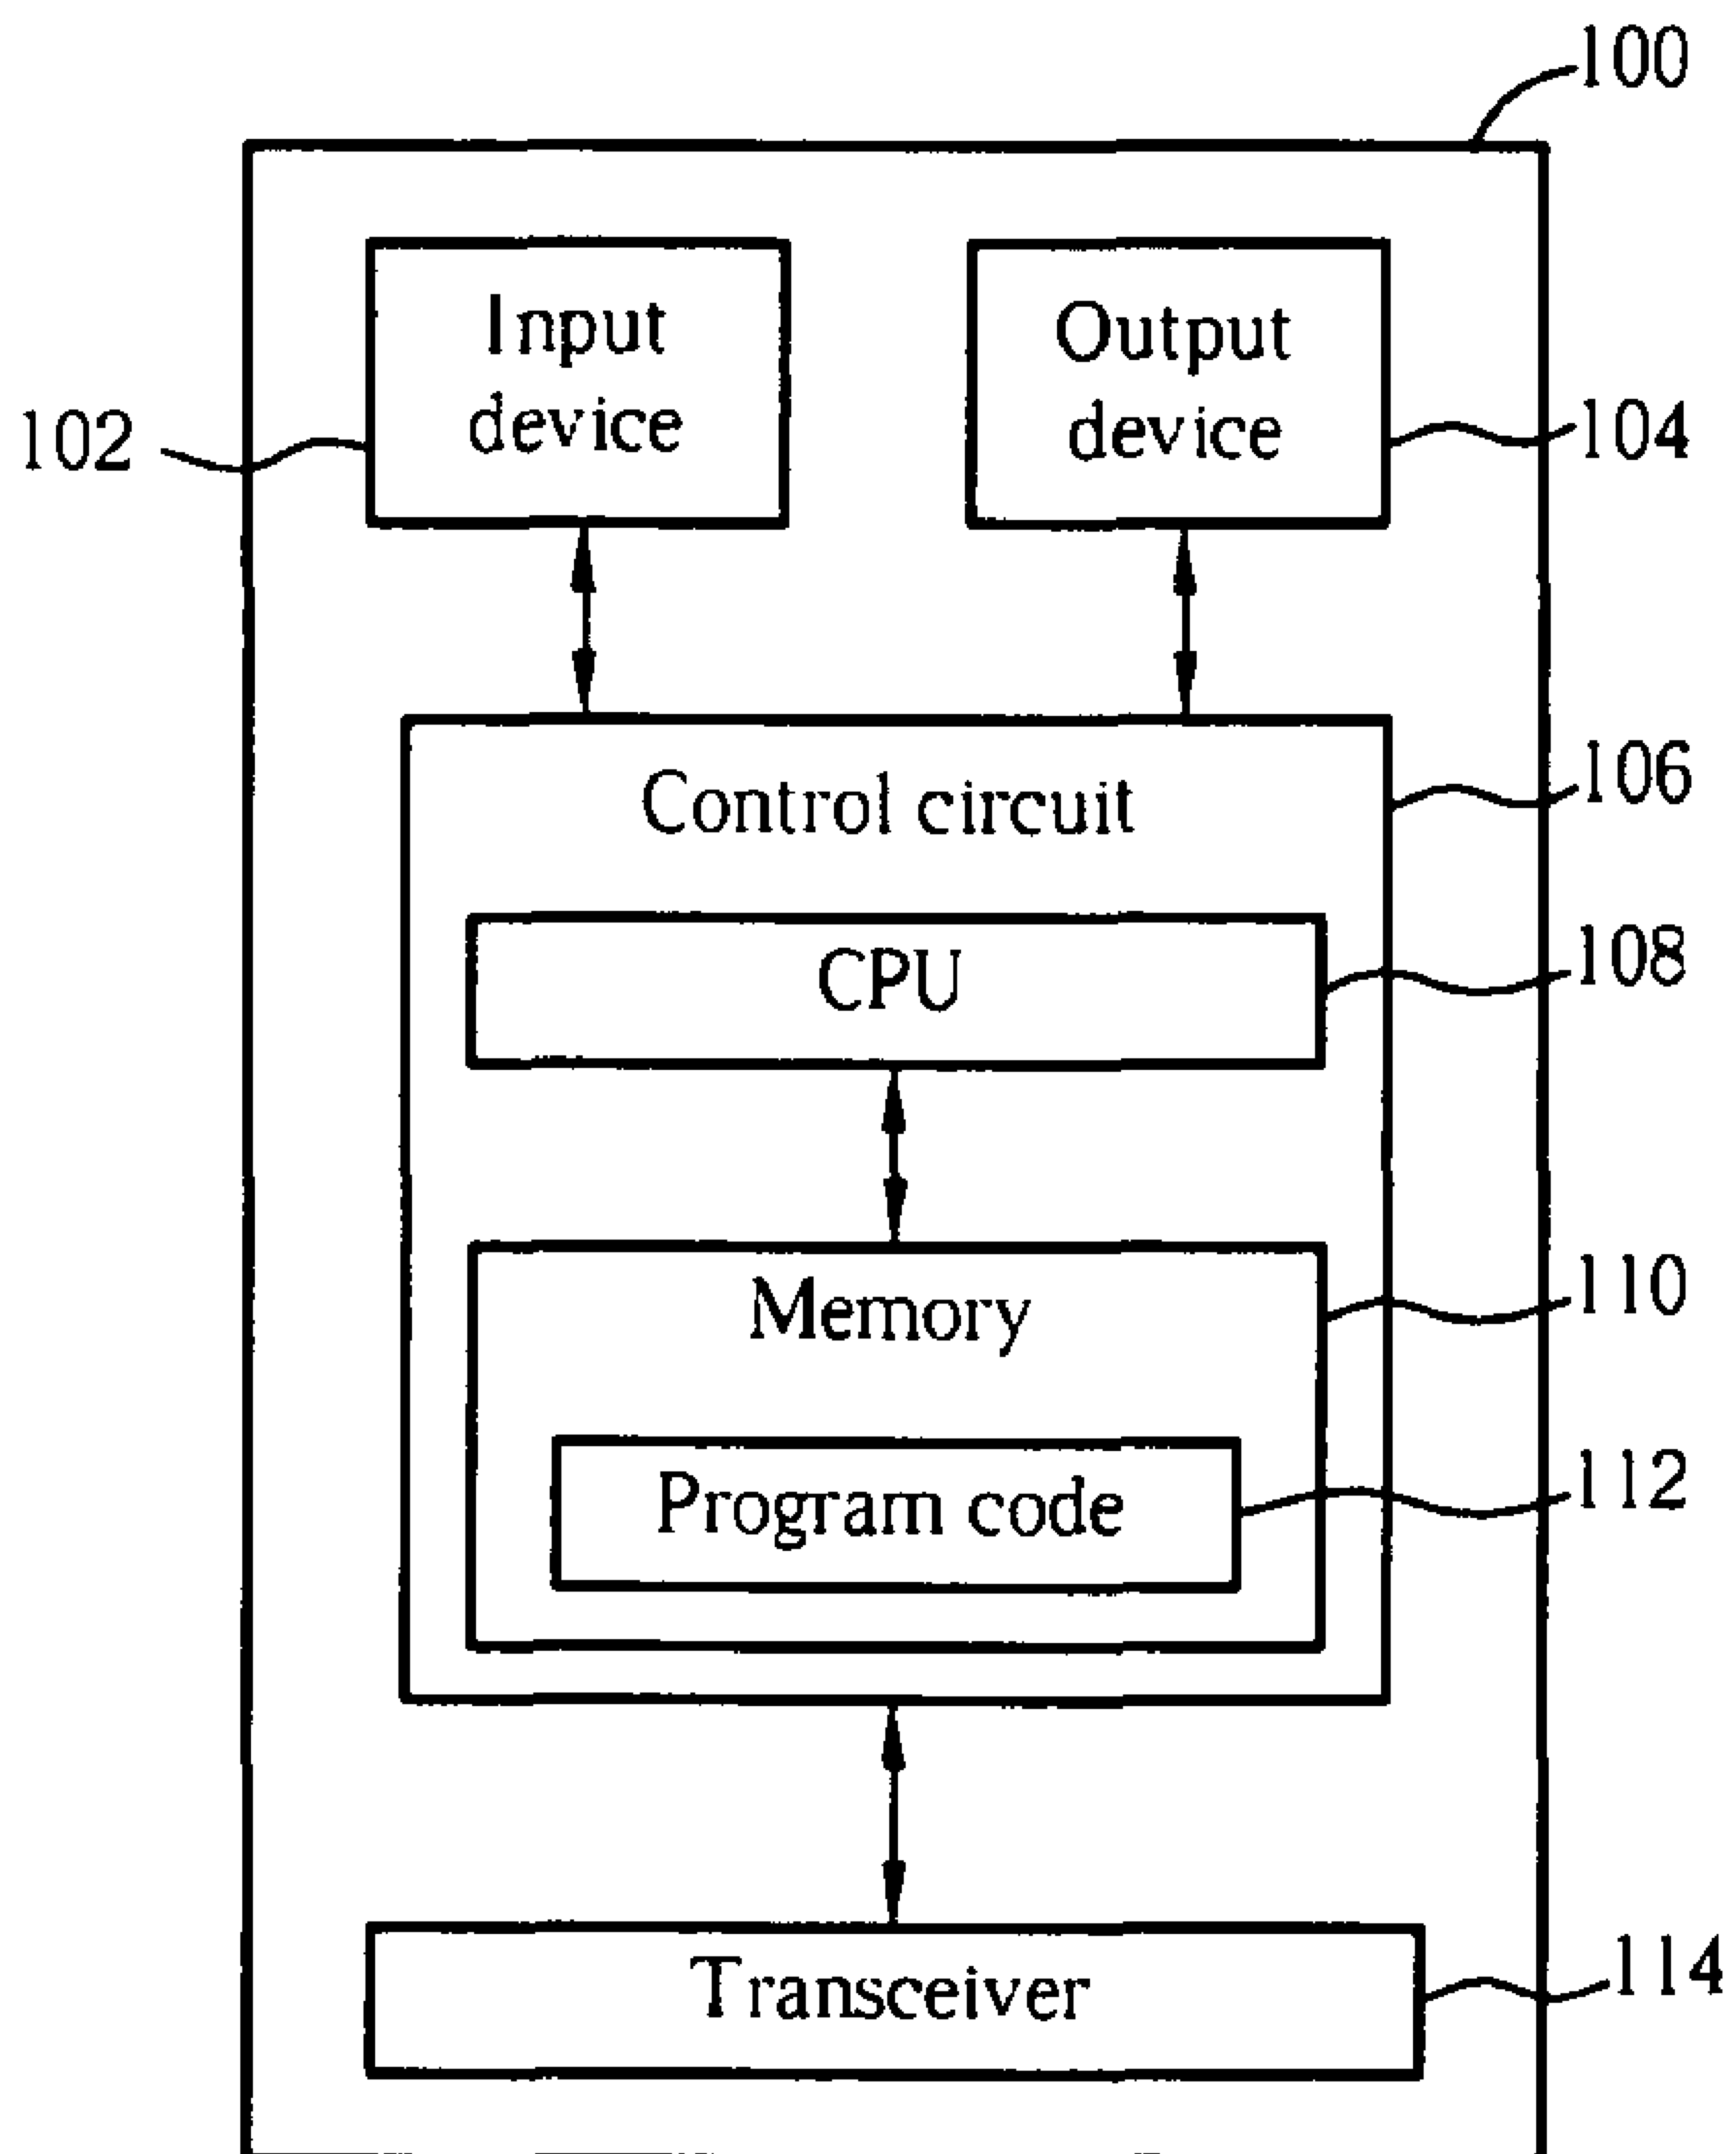 100
Input
device
Output
device
102
104
Control circuit
106
CPU
108
Memory
110
Program code
112
Transceiver
114